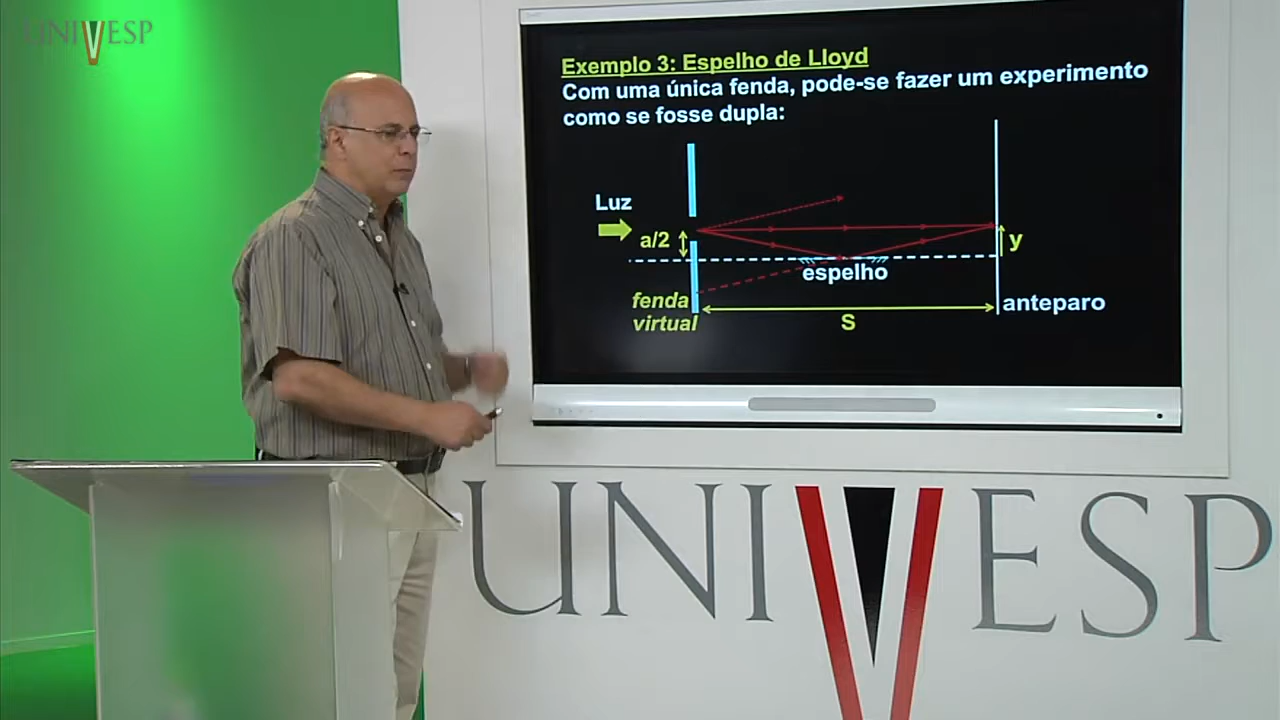 UNIVESP
Exemplo 3: Espelho de Lloyd
Com uma única fenda, pode-se fazer um experimento
como se fosse dupla:
Luz
a/2
y
espelho
fenda
virtual
anteparo
S
UNIVESP